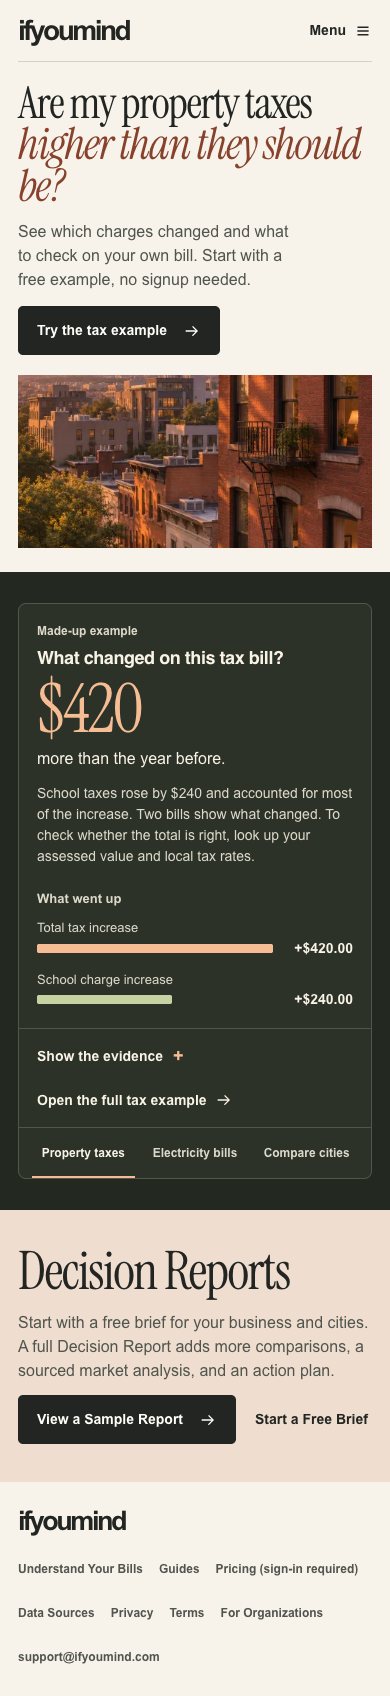 ifyoumind
Menu
Are my property taxes
higher than they should
be?
See which charges changed and what
to check on your own bill. Start with a
free example, no signup needed.
Try the tax example →
Made-up example
What changed on this tax bill?
$420
more than the year before.
School taxes rose by $240 and accounted for most
of the increase. Two bills show what changed. To
check whether the total is right, look up your
assessed value and local tax rates.
What went up
Total tax increase
+$420.00
School charge increase
+$240.00
Show the evidence +
Open the full tax example →
Property taxes Electricity bills Compare cities
Decision Reports
Start with a free brief for your business and cities.
A full Decision Report adds more comparisons, a
sourced market analysis, and an action plan.
View a Sample Report → Start a Free Brief
ifyoumind
Understand Your Bills Guides Pricing (sign-in required)
Data Sources Privacy Terms For Organizations
support@ifyoumind.com